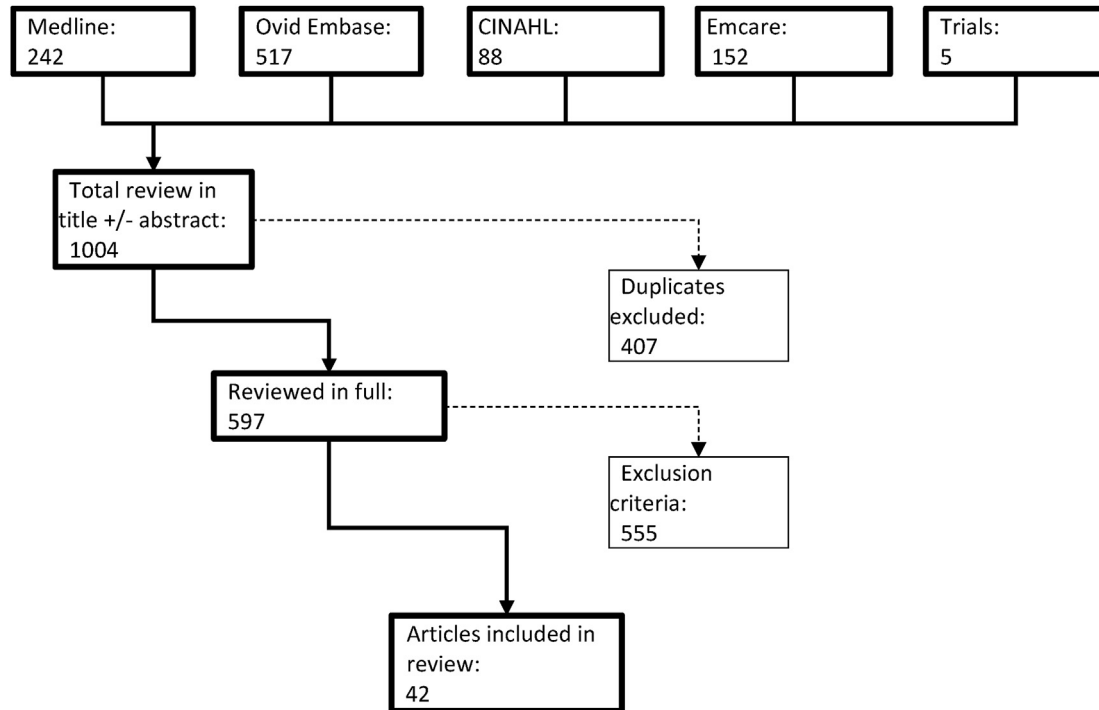 Medline:
242
Ovid Embase:
517
CINAHL:
88
Emcare:
152
Trials:
5
Total review in
title +/- abstract:
1004
Duplicates
excluded:
407
Reviewed in full:
597
Exclusion
criteria:
555
Articles included in
review:
42